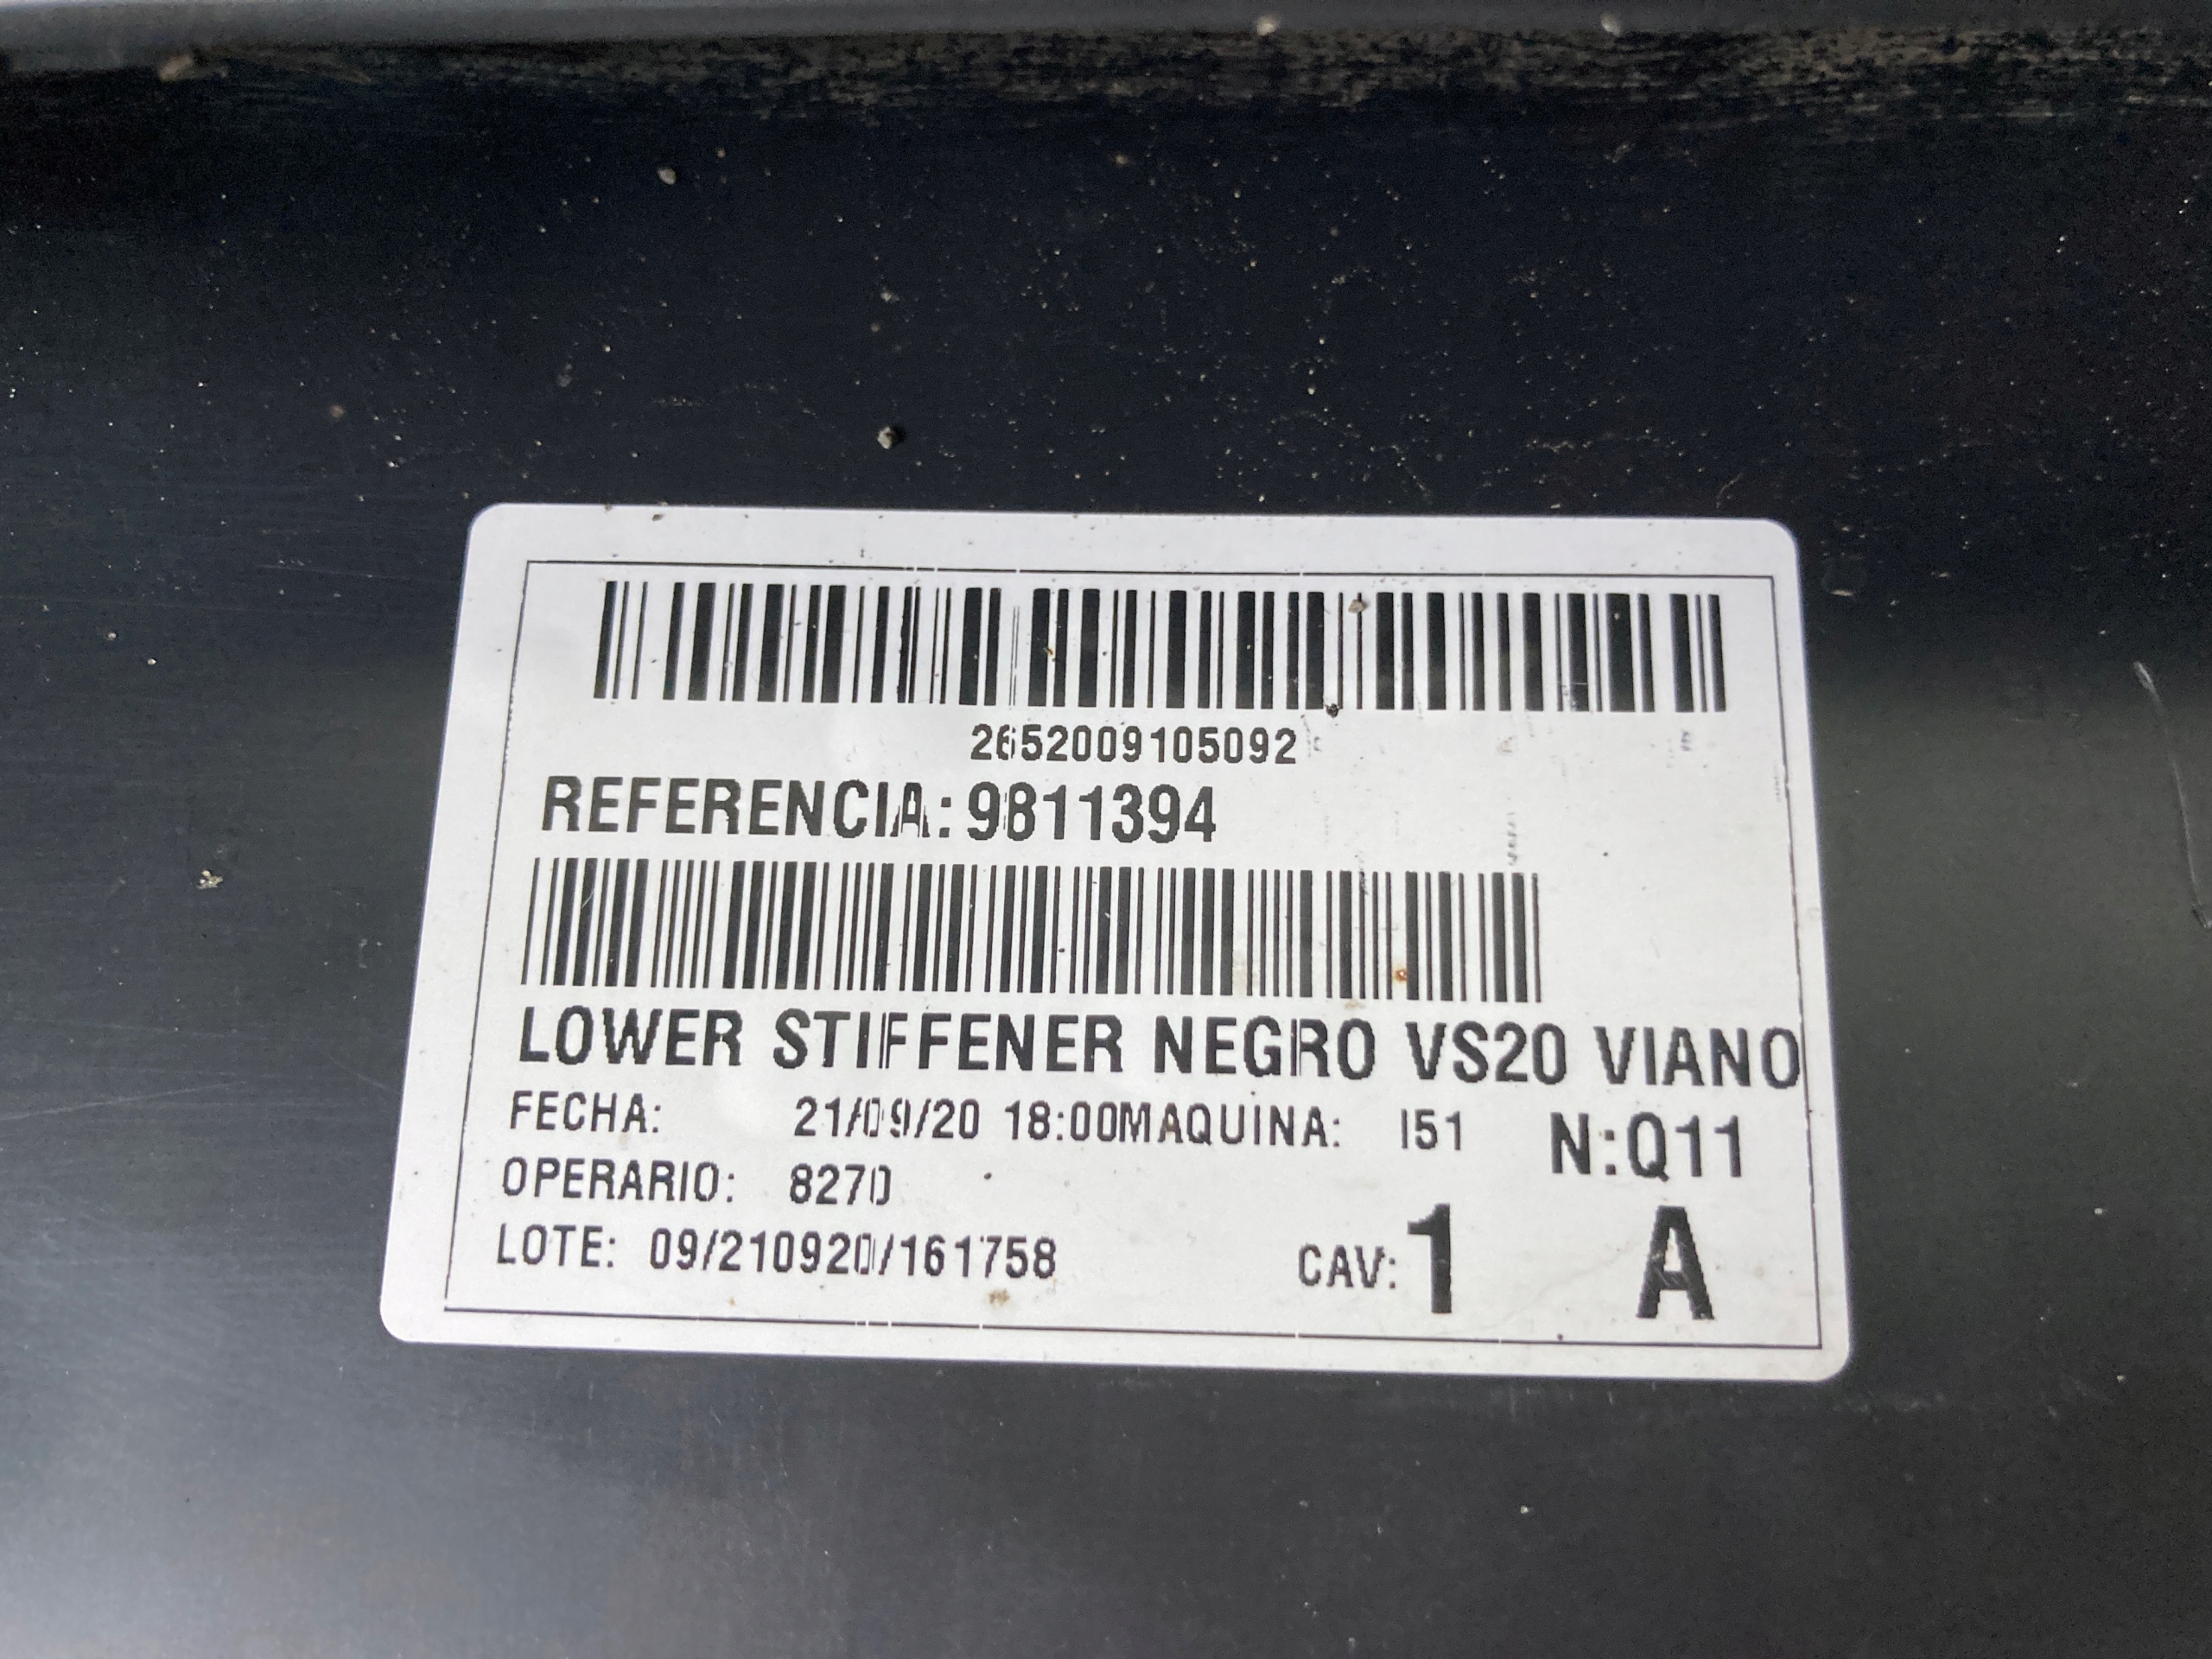 2652009105092
REFERENCIA: 9811394
LOWER STIFFENER NEGRO VS20 VIANO
FECHA: 21/09/20 18:00MAQUINA: I51 N:Q11
OPERARIO: 8270
LOTE: 09/210920/161758 CAV: 1 A